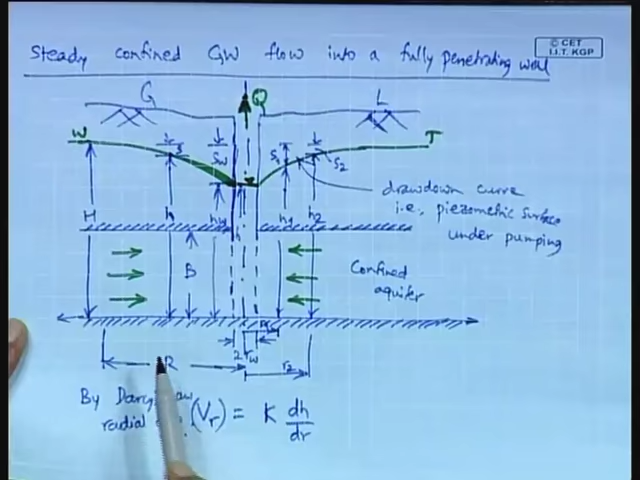 Steady confined GW flow into a fully penetrating well
© CET
I.I.T. KGP
G
Q
L
W
T
S
Sw
S1
S2
H
h
hw
h1
h2
drawdown curve
i.e., piezometric surface
under pumping
B
Confined
aquifer
R
2rw
r2
By Darcy's law
radial (Vr) = K dh
dr